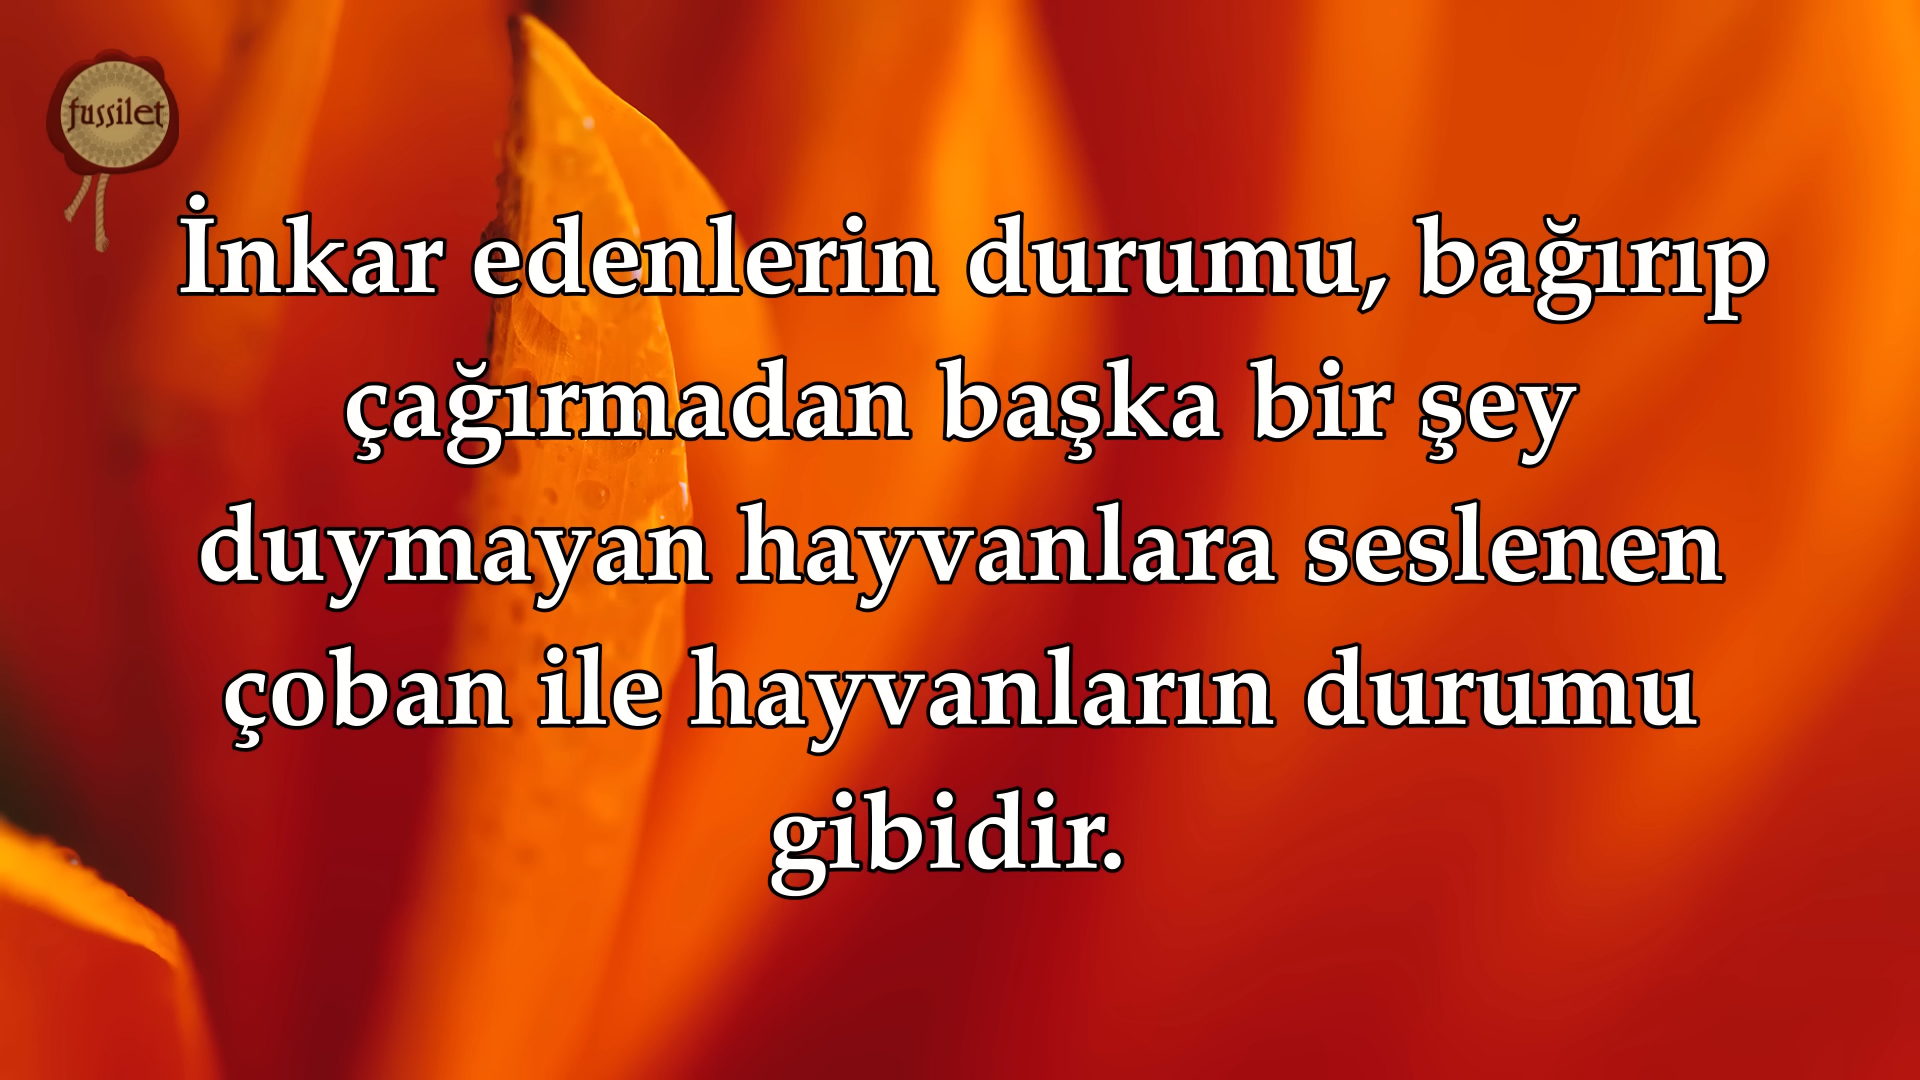 fussilet
İnkar edenlerin durumu, bağırıp
çağırmadan başka bir şey
duymayan hayvanlara seslenen
çoban ile hayvanların durumu
gibidir.